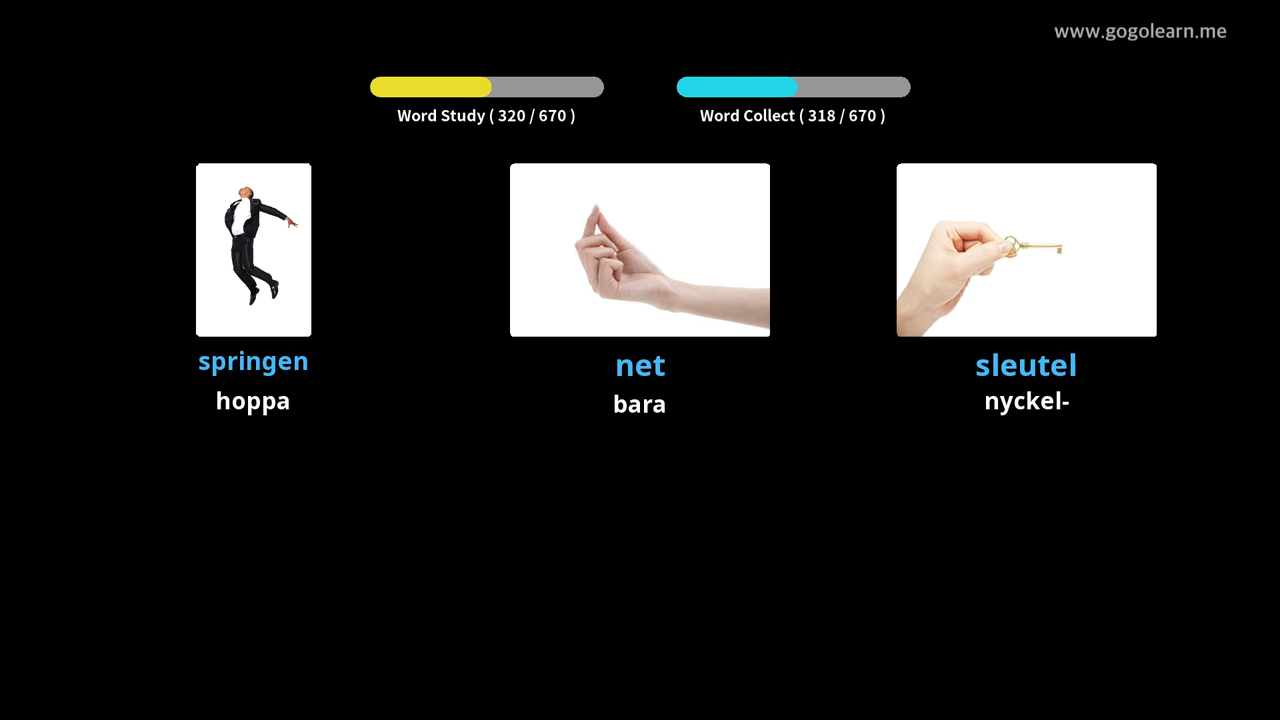 www.gogolearn.me
Word Study ( 320 / 670 )
Word Collect ( 318 / 670 )
springen
hoppa
net
bara
sleutel
nyckel-